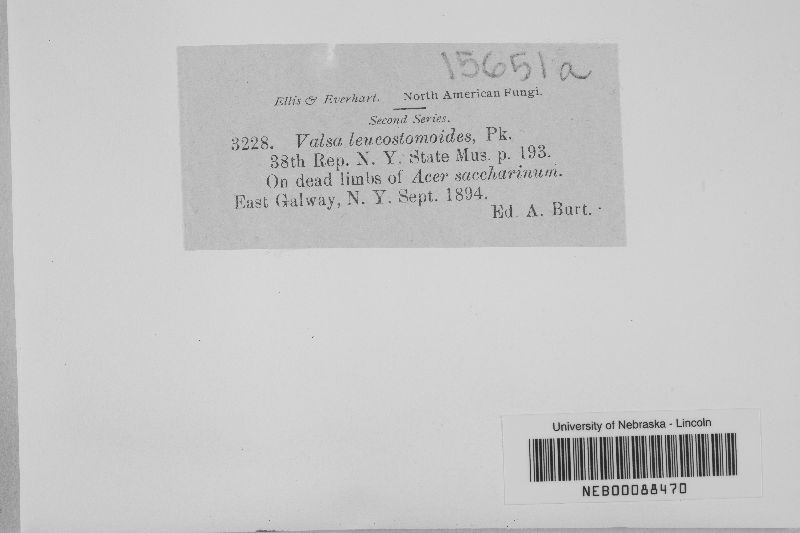 15651a
Ellis & Everhart. North American Fungi.
Second Series.
3228. Valsa leucostomoides, Pk.
38th Rep. N. Y. State Mus. p. 193.
On dead limbs of Acer saccharinum.
East Galway, N. Y. Sept. 1894.
Ed. A. Burt.
University of Nebraska - Lincoln
NEB00088470